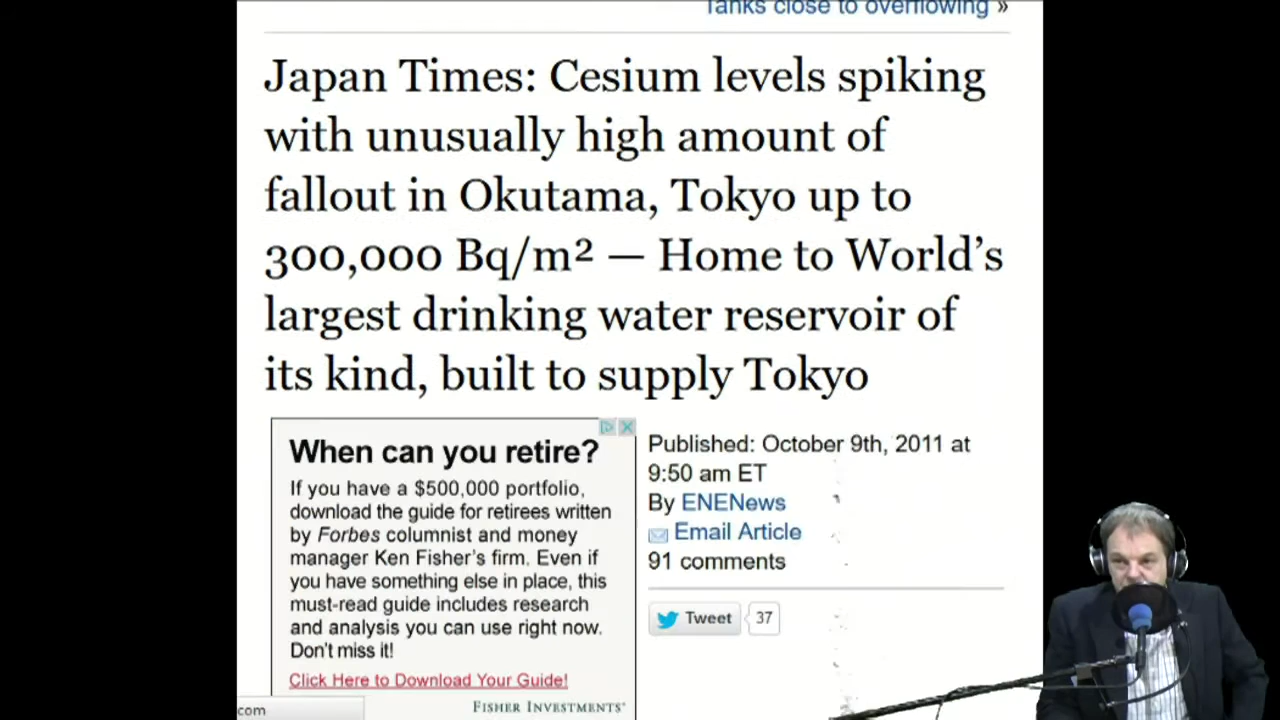 Tanks close to overflowing »
Japan Times: Cesium levels spiking
with unusually high amount of
fallout in Okutama, Tokyo up to
300,000 Bq/m² — Home to World’s
largest drinking water reservoir of
its kind, built to supply Tokyo
When can you retire?
If you have a $500,000 portfolio,
download the guide for retirees written
by Forbes columnist and money
manager Ken Fisher’s firm. Even if
you have something else in place, this
must-read guide includes research
and analysis you can use right now.
Don’t miss it!
Click Here to Download Your Guide!
FISHER INVESTMENTS®
Published: October 9th, 2011 at
9:50 am ET
By ENENews
Email Article
91 comments
Tweet 37
com